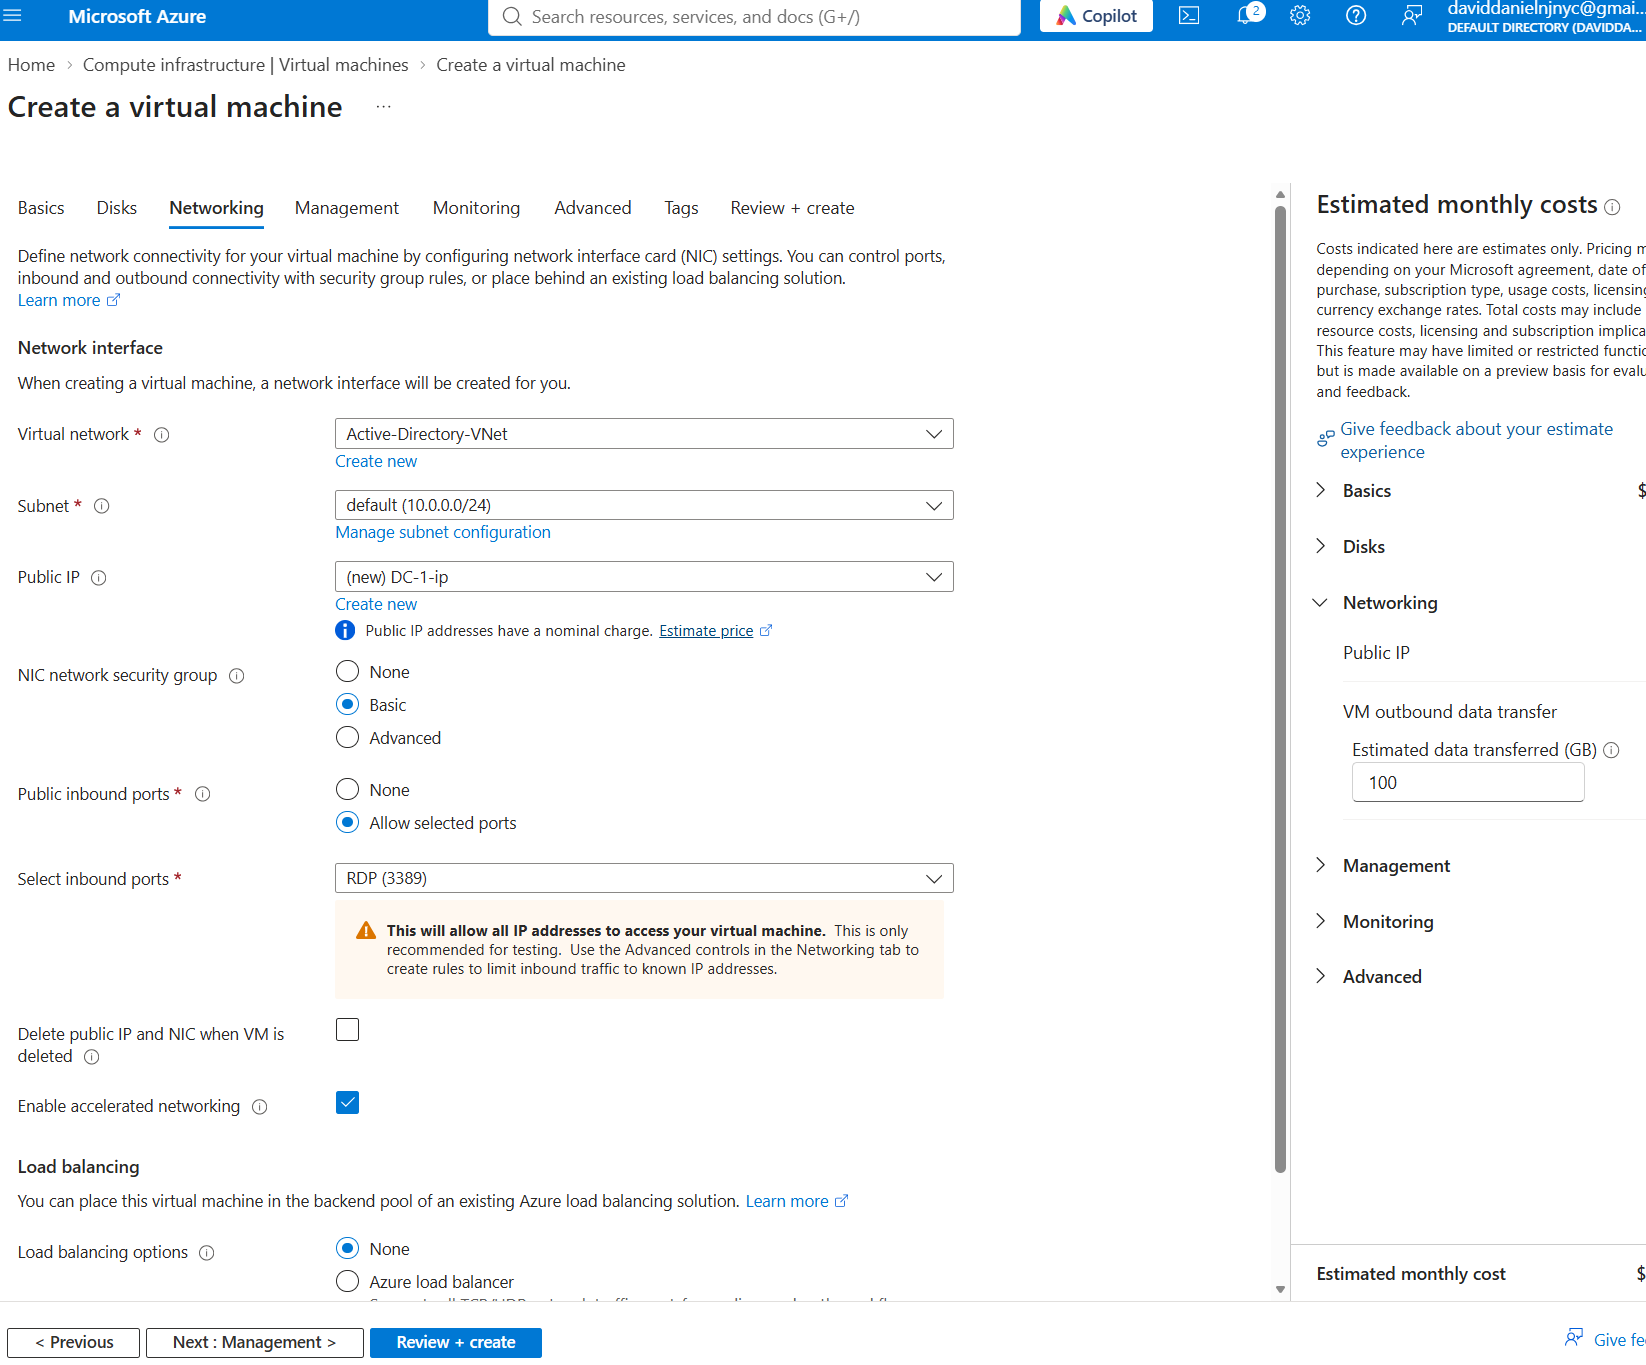 Microsoft Azure
Search resources, services, and docs (G+/)
Copilot
2
daviddanielnjnyc@gmai...
DEFAULT DIRECTORY (DAVIDDA...
Home > Compute infrastructure | Virtual machines > Create a virtual machine
Create a virtual machine ...
Basics Disks Networking Management Monitoring Advanced Tags Review + create
Define network connectivity for your virtual machine by configuring network interface card (NIC) settings. You can control ports,
inbound and outbound connectivity with security group rules, or place behind an existing load balancing solution.
Learn more
Network interface
When creating a virtual machine, a network interface will be created for you.
Virtual network *
Active-Directory-VNet
Create new
Subnet *
default (10.0.0.0/24)
Manage subnet configuration
Public IP
(new) DC-1-ip
Create new
Public IP addresses have a nominal charge. Estimate price
NIC network security group
None
Basic
Advanced
Public inbound ports *
None
Allow selected ports
Select inbound ports *
RDP (3389)
This will allow all IP addresses to access your virtual machine. This is only
recommended for testing. Use the Advanced controls in the Networking tab to
create rules to limit inbound traffic to known IP addresses.
Delete public IP and NIC when VM is
deleted
Enable accelerated networking
Load balancing
You can place this virtual machine in the backend pool of an existing Azure load balancing solution. Learn more
Load balancing options
None
Azure load balancer
< Previous
Next : Management >
Review + create
Estimated monthly costs
Costs indicated here are estimates only. Pricing m
depending on your Microsoft agreement, date of
purchase, subscription type, usage costs, licensing
currency exchange rates. Total costs may include
resource costs, licensing and subscription implica
This feature may have limited or restricted functio
but is made available on a preview basis for evalu
and feedback.
Give feedback about your estimate
experience
Basics $
Disks
Networking
Public IP
VM outbound data transfer
Estimated data transferred (GB)
100
Management
Monitoring
Advanced
Estimated monthly cost $
Give fe